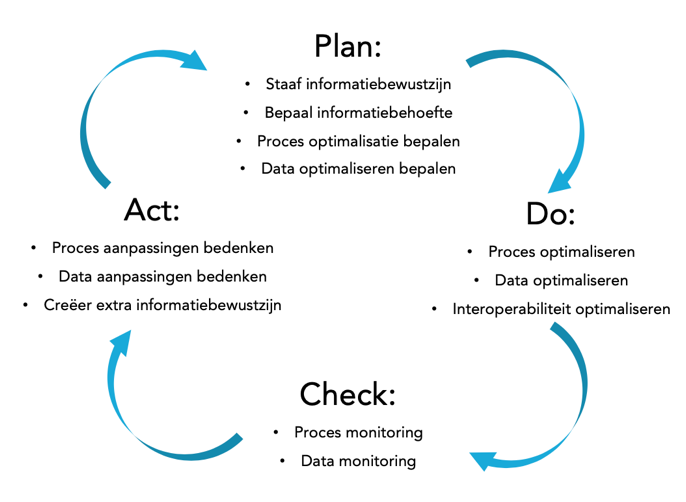 Plan:
• Staaf informatiebewustzijn
• Bepaal informatiebehoefte
• Proces optimalisatie bepalen
• Data optimaliseren bepalen
Do:
• Proces optimaliseren
• Data optimaliseren
• Interoperabiliteit optimaliseren
Check:
• Proces monitoring
• Data monitoring
Act:
• Proces aanpassingen bedenken
• Data aanpassingen bedenken
• Creëer extra informatiebewustzijn